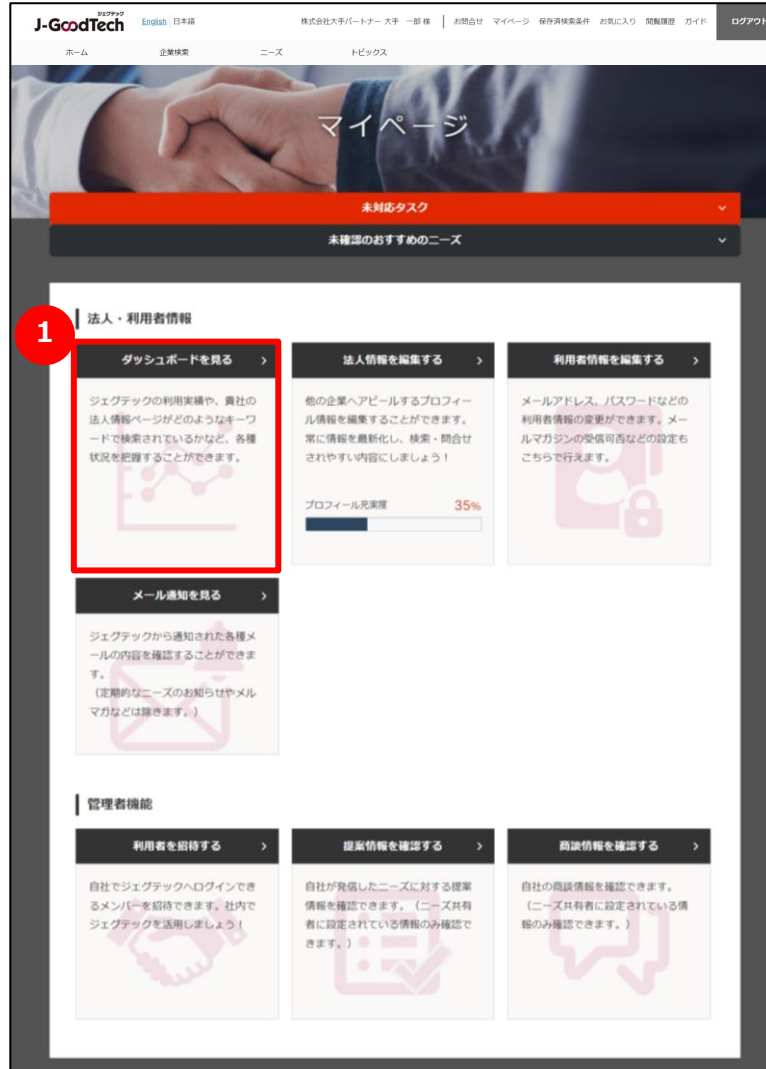 ジェグテック
J-GoodTech English 日本語 株式会社大手パートナー 大手 一郎 様 お問合せ マイページ 保存済検索条件 お気に入り 閲覧履歴 ガイド ログアウト
ホーム 企業検索 ニーズ トピックス
マイページ
未対応タスク
未確認のおすすめのニーズ
法人・利用者情報
1
ダッシュボードを見る 法人情報を編集する 利用者情報を編集する
ジェグテックの利用実績や、貴社の
法人情報ページがどのようなキーワ
ードで検索されているかなど、各種
状況を把握することができます。
他の企業へアピールするプロフィー
ル情報を編集することができます。
常に情報を最新化し、検索・問合せ
されやすい内容にしましょう！
プロフィール充実度 35%
メールアドレス、パスワードなどの
利用者情報の変更ができます。メー
ルマガジンの受信可否などの設定も
こちらで行えます。
メール通知を見る
ジェグテックから通知された各種メ
ールの内容を確認することができま
す。
（定期的なニーズのお知らせやメル
マガなどは除きます。）
管理者機能
利用者を招待する 提案情報を確認する 商談情報を確認する
自社でジェグテックへログインでき
るメンバーを招待できます。社内で
ジェグテックを活用しましょう！
自社が発信したニーズに対する提案
情報を確認できます。（ニーズ共有
者に設定されている情報のみ確認で
きます。）
自社の商談情報を確認できます。
（ニーズ共有者に設定されている情
報のみ確認できます。）